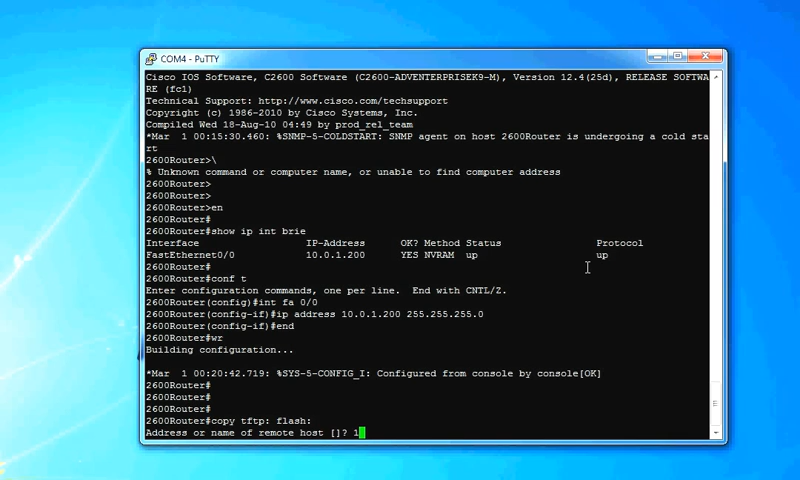 COM4 - PuTTY
Cisco IOS Software, C2600 Software (C2600-ADVENTERPRISEK9-M), Version 12.4(25d), RELEASE SOFTWA
RE (fc1)
Technical Support: http://www.cisco.com/techsupport
Copyright (c) 1986-2010 by Cisco Systems, Inc.
Compiled Wed 18-Aug-10 04:49 by prod_rel_team
*Mar  1 00:15:30.460: %SNMP-5-COLDSTART: SNMP agent on host 2600Router is undergoing a cold sta
rt
2600Router>\
% Unknown command or computer name, or unable to find computer address
2600Router>
2600Router>
2600Router>en
2600Router#
2600Router#show ip int brie
Interface                  IP-Address      OK? Method Status                Protocol
FastEthernet0/0            10.0.1.200      YES NVRAM  up                    up
2600Router#
2600Router#conf t
Enter configuration commands, one per line.  End with CNTL/Z.
2600Router(config)#int fa 0/0
2600Router(config-if)#ip address 10.0.1.200 255.255.255.0
2600Router(config-if)#end
2600Router#wr
Building configuration...
*Mar  1 00:20:42.719: %SYS-5-CONFIG_I: Configured from console by console[OK]
2600Router#
2600Router#
2600Router#
2600Router#copy tftp: flash:
Address or name of remote host []? 1